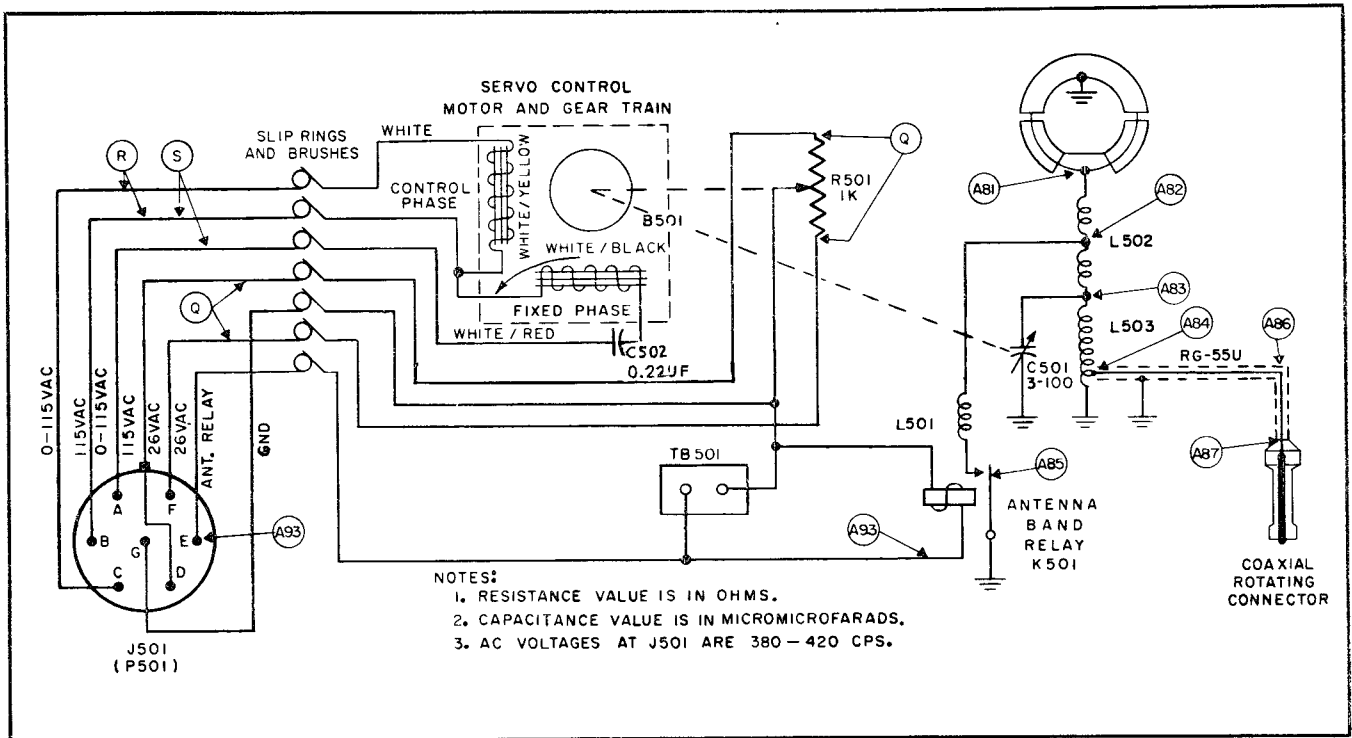 SERVO CONTROL
MOTOR AND GEAR TRAIN
SLIP RINGS
AND BRUSHES
WHITE
R
S
Q
CONTROL
PHASE
WHITE/YELLOW
B501
WHITE/BLACK
FIXED PHASE
WHITE/RED
C502
0.22UF
R501
1K
Q
A81
A82
L502
A83
L503
A84
A86
RG-55U
C501
3-100
L501
A87
A85
ANTENNA
BAND
RELAY
K501
COAXIAL
ROTATING
CONNECTOR
TB 501
A93
0-115VAC
115VAC
0-115VAC
115VAC
26VAC
26VAC
ANT. RELAY
GND
A
F
B
G
E
C
D
A93
J501
(P501)
NOTES:
1. RESISTANCE VALUE IS IN OHMS.
2. CAPACITANCE VALUE IS IN MICROMICROFARADS.
3. AC VOLTAGES AT J501 ARE 380-420 CPS.